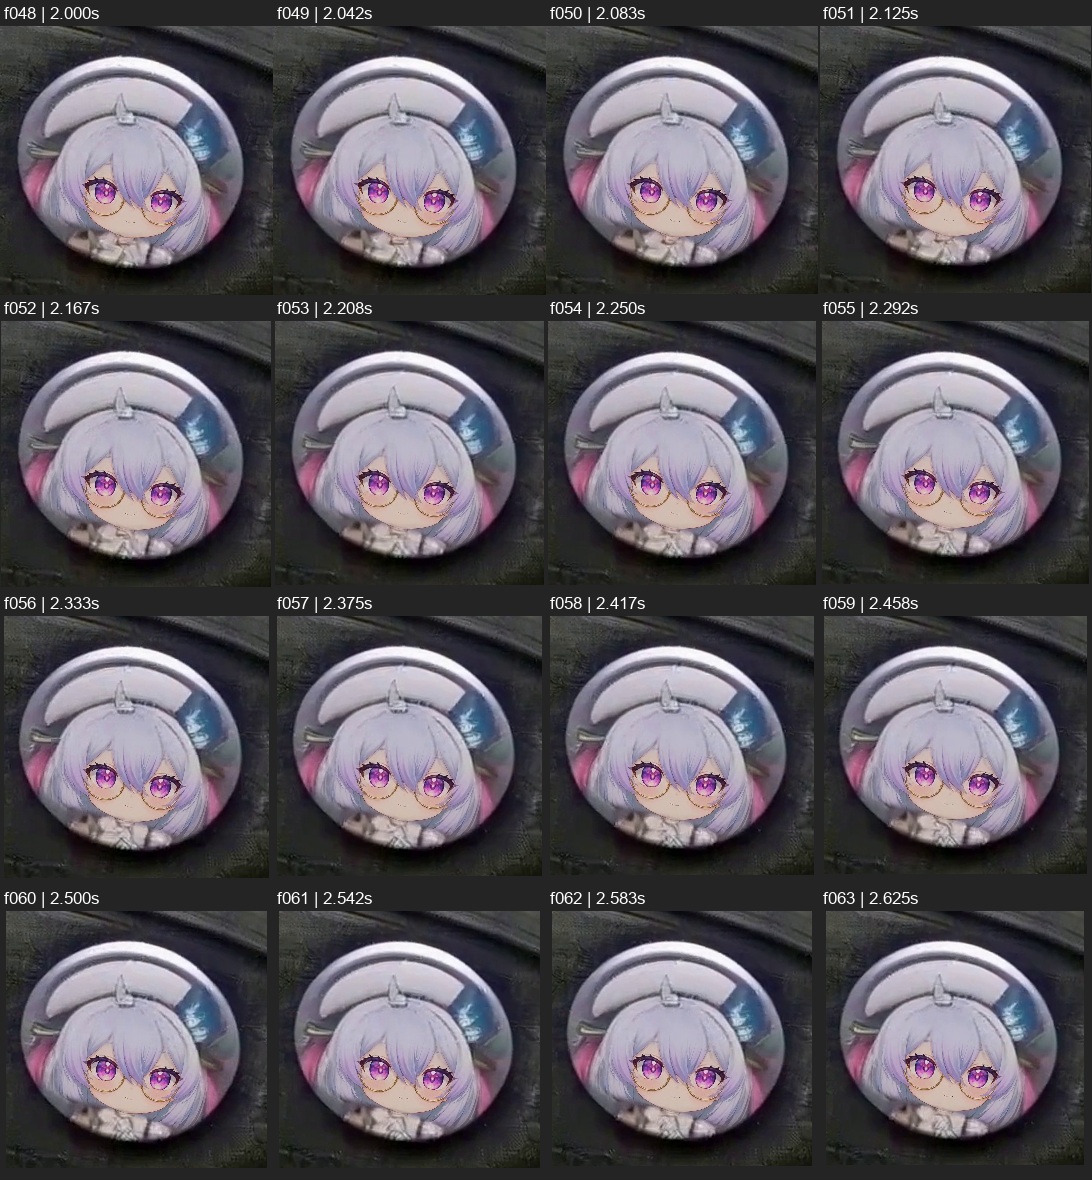 f048 | 2.000s
f049 | 2.042s
f050 | 2.083s
f051 | 2.125s
f052 | 2.167s
f053 | 2.208s
f054 | 2.250s
f055 | 2.292s
f056 | 2.333s
f057 | 2.375s
f058 | 2.417s
f059 | 2.458s
f060 | 2.500s
f061 | 2.542s
f062 | 2.583s
f063 | 2.625s